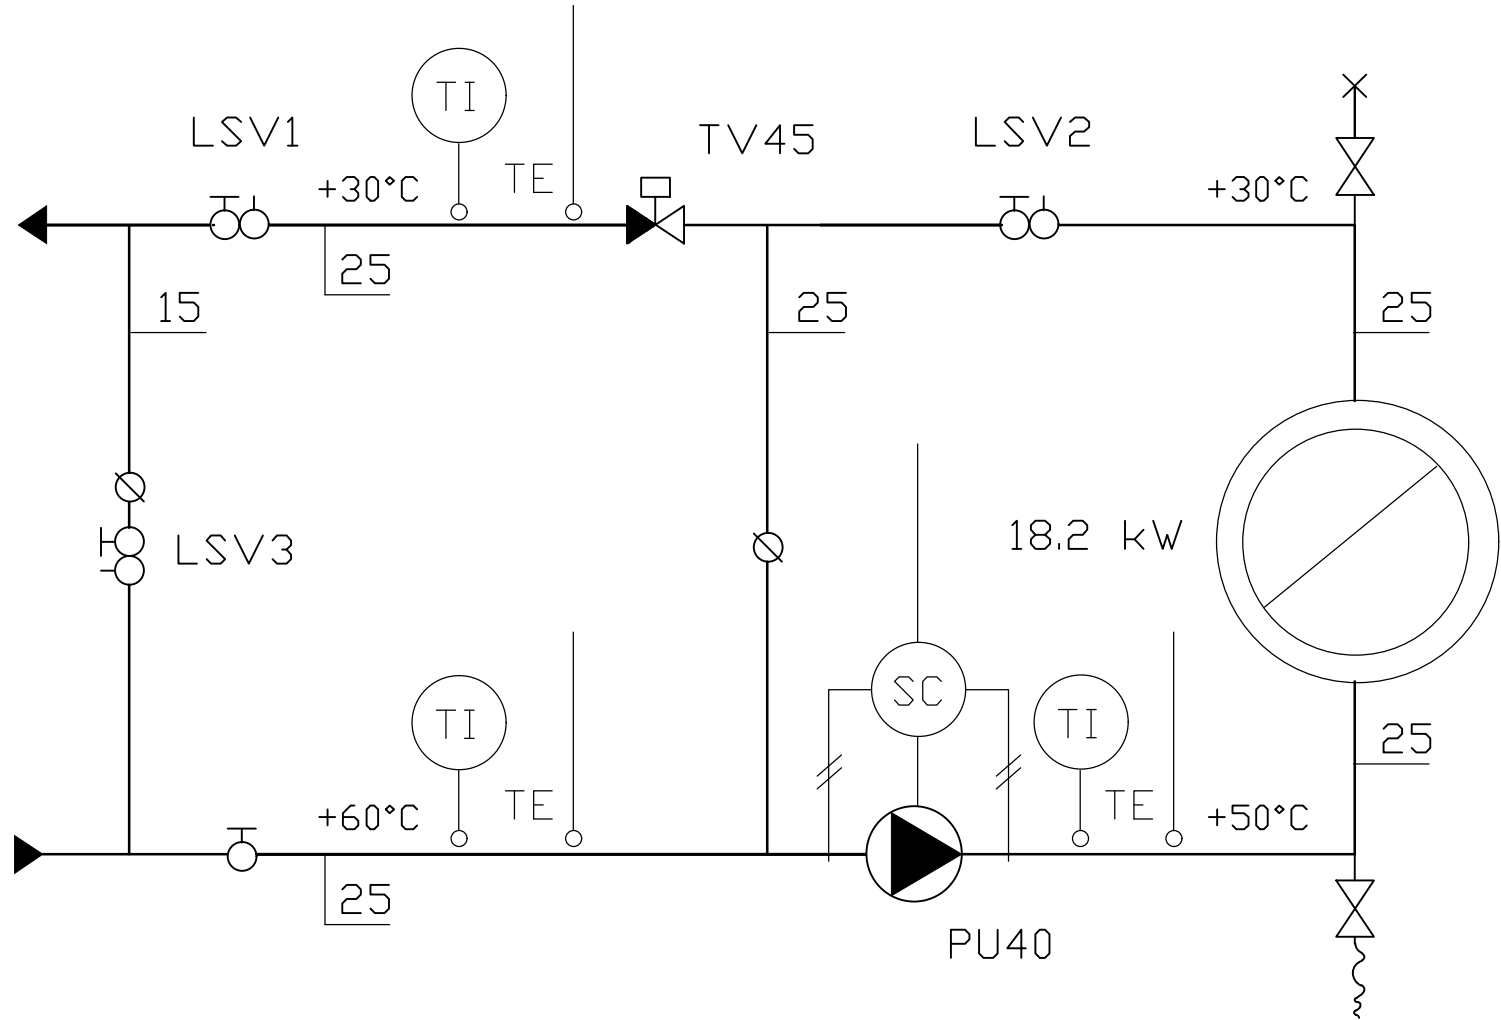 TI
LSV1
TV45
LSV2
+30°C
TE
+30°C
25
15
25
25
18.2 kW
LSV3
TI
SC
TI
25
+60°C
TE
TE
+50°C
25
PU40